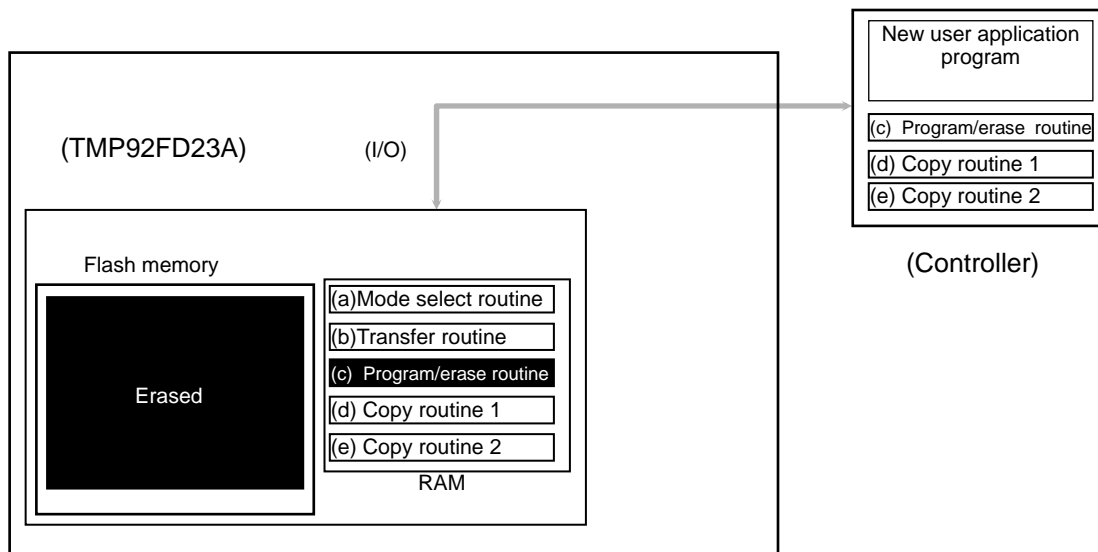 New user application
program
(TMP92FD23A)
(I/O)
(c) Program/erase routine
(d) Copy routine 1
(e) Copy routine 2
(Controller)
Flash memory
Erased
(a)Mode select routine
(b)Transfer routine
(c) Program/erase routine
(d) Copy routine 1
(e) Copy routine 2
RAM